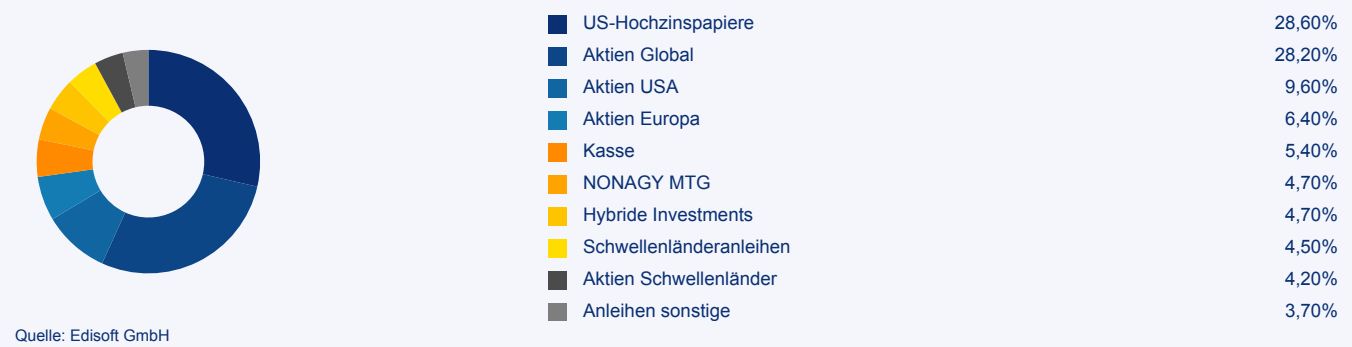 US-Hochzinspapiere 28,60%
Aktien Global 28,20%
Aktien USA 9,60%
Aktien Europa 6,40%
Kasse 5,40%
NONAGY MTG 4,70%
Hybride Investments 4,70%
Schwellenländeranleihen 4,50%
Aktien Schwellenländer 4,20%
Anleihen sonstige 3,70%
Quelle: Edisoft GmbH